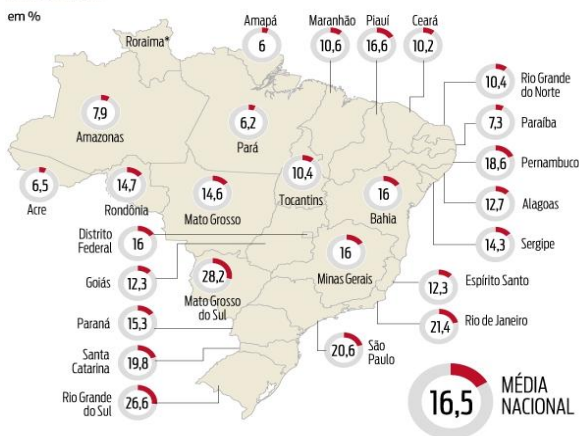 em %
Roraima*
Amapá
6
Maranhão
10,6
Piauí
16,6
Ceará
10,2
10,4
Rio Grande
do Norte
7,3
Paraíba
18,6
Pernambuco
12,7
Alagoas
14,3
Sergipe
7,9
Amazonas
6,2
Pará
6,5
Acre
14,7
Rondônia
14,6
Mato Grosso
10,4
Tocantins
16
Bahia
Distrito
Federal
16
Goiás
12,3
28,2
Mato Grosso
do Sul
16
Minas Gerais
12,3
Espírito Santo
21,4
Rio de Janeiro
20,6
São
Paulo
Paraná
15,3
Santa
Catarina
19,8
Rio Grande
do Sul
26,6
16,5
MÉDIA
NACIONAL